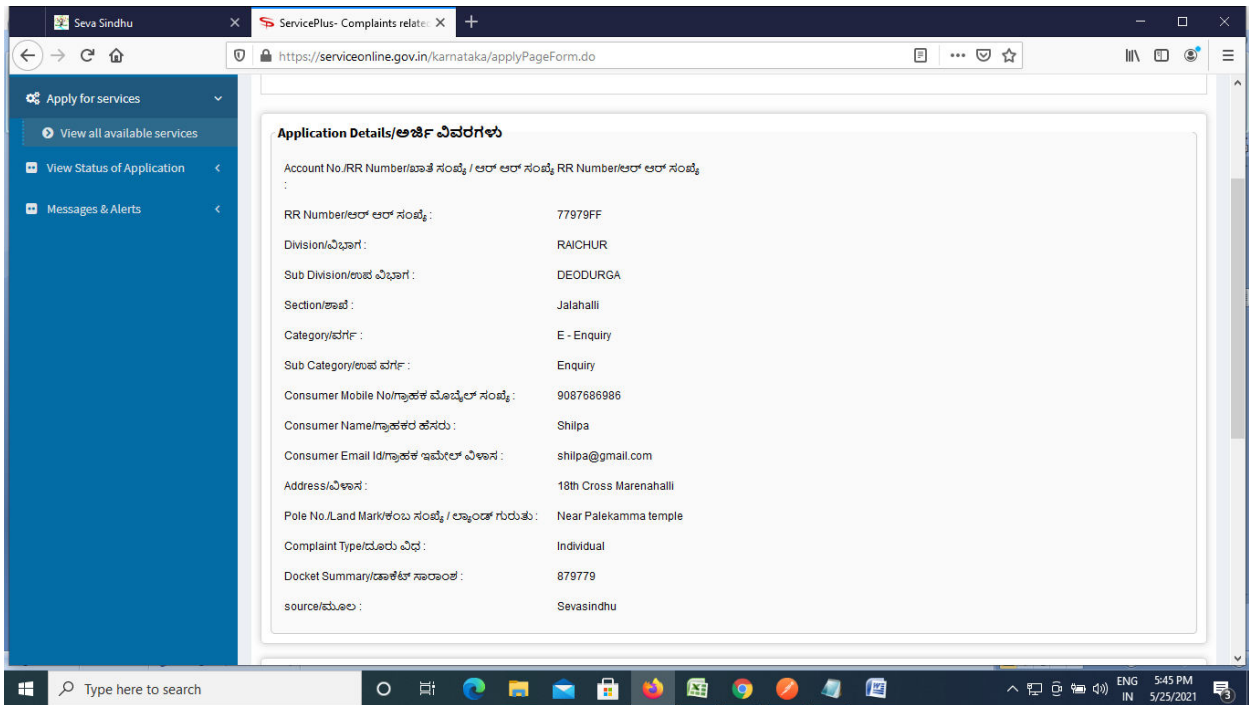 Seva Sindhu
ServicePlus- Complaints relate
https://serviceonline.gov.in/karnataka/applyPageForm.do
Apply for services
View all available services
View Status of Application
Messages & Alerts
Application Details/ಅರ್ಜಿ ವಿವರಗಳು
Account No./RR Number/ಖಾತೆ ಸಂಖ್ಯೆ / ಆರ್ ಆರ್ ಸಂಖ್ಯೆ RR Number/ಆರ್ ಆರ್ ಸಂಖ್ಯೆ
:
RR Number/ಆರ್ ಆರ್ ಸಂಖ್ಯೆ : 77979FF
Division/ವಿಭಾಗ : RAICHUR
Sub Division/ಉಪ ವಿಭಾಗ : DEODURGA
Section/ಶಾಖೆ : Jalahalli
Category/ವರ್ಗ : E - Enquiry
Sub Category/ಉಪ ವರ್ಗ : Enquiry
Consumer Mobile No/ಗ್ರಾಹಕ ಮೊಬೈಲ್ ಸಂಖ್ಯೆ : 9087686986
Consumer Name/ಗ್ರಾಹಕರ ಹೆಸರು : Shilpa
Consumer Email Id/ಗ್ರಾಹಕ ಇಮೇಲ್ ವಿಳಾಸ : shilpa@gmail.com
Address/ವಿಳಾಸ : 18th Cross Marenahalli
Pole No./Land Mark/ಕಂಬ ಸಂಖ್ಯೆ / ಲ್ಯಾಂಡ್ ಗುರುತು : Near Palekamma temple
Complaint Type/ದೂರು ವಿಧ : Individual
Docket Summary/ಡಾಕೆಟ್ ಸಾರಾಂಶ : 879779
source/ಮೂಲ : Sevasindhu
Type here to search
ENG 5:45 PM
IN 5/25/2021
3